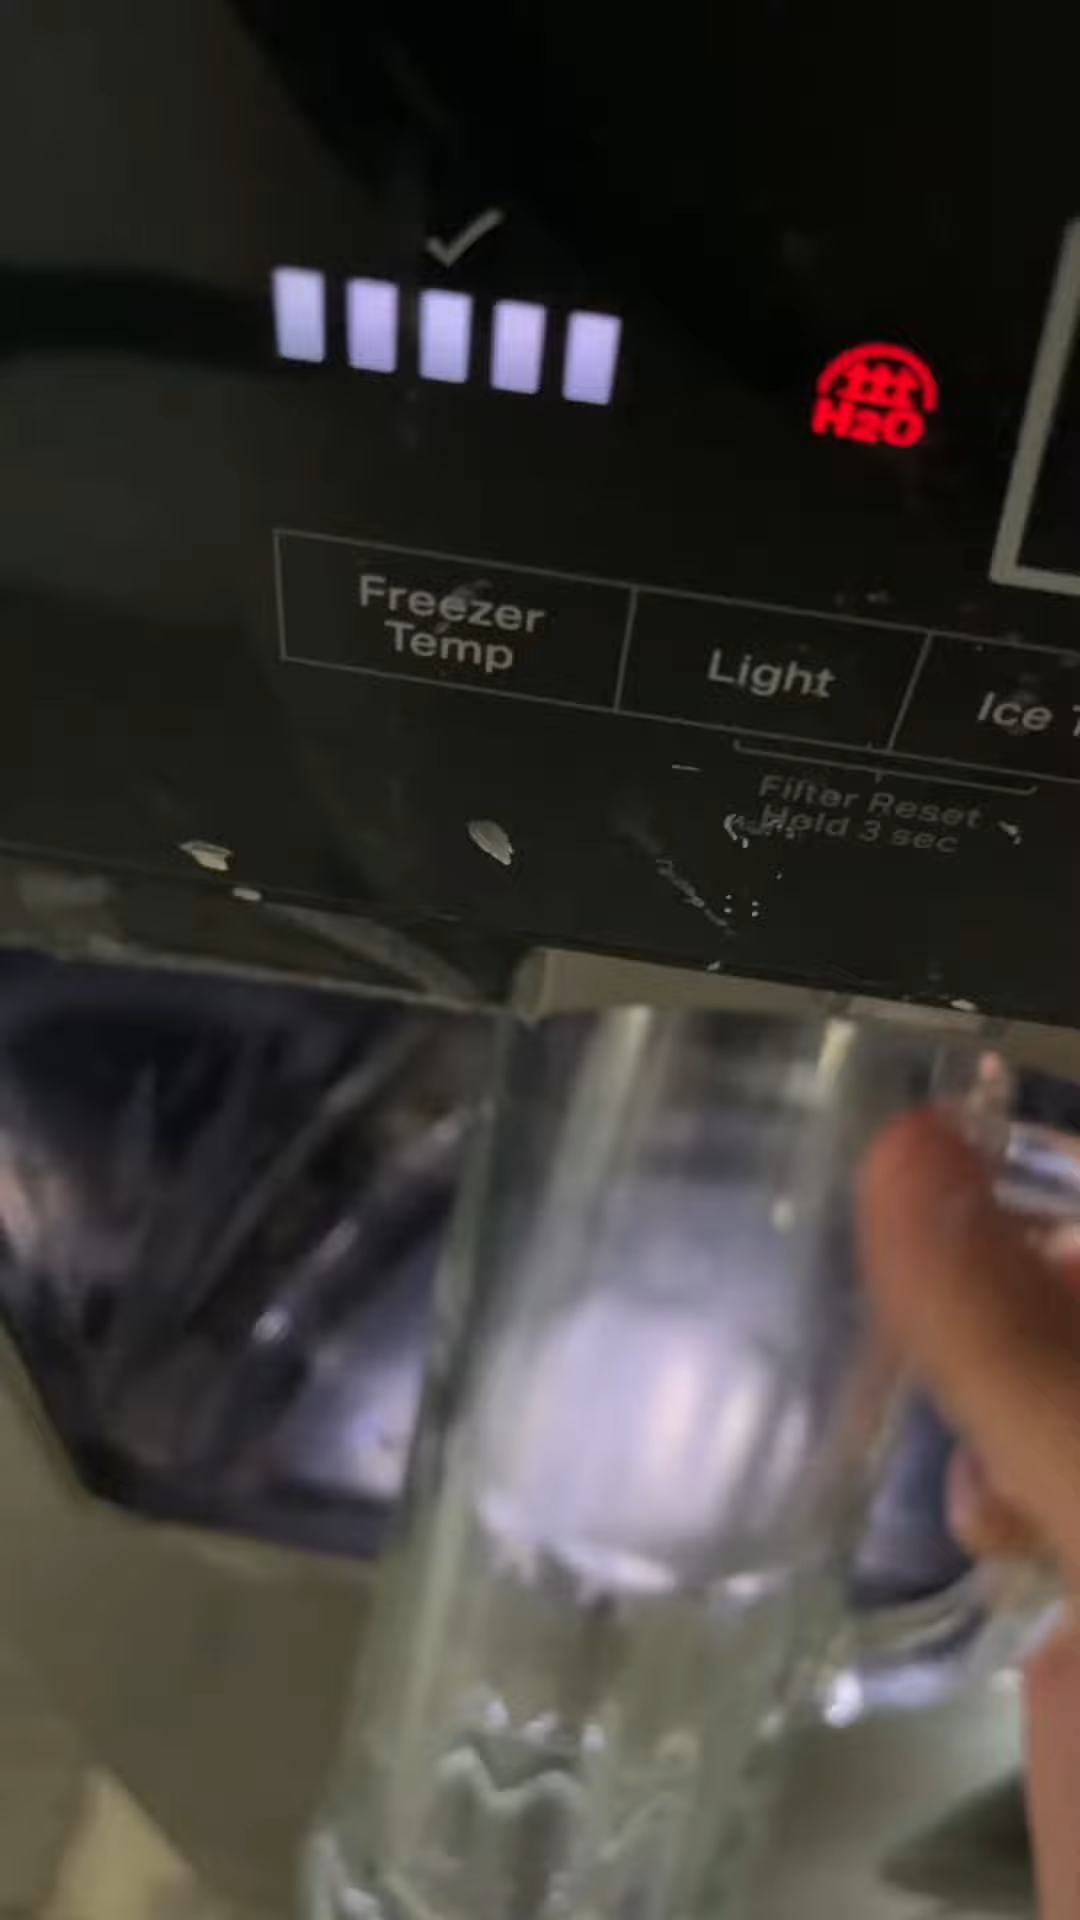 H2O
Freezer
Temp
Light
Ice
Filter Reset
Hold 3 sec